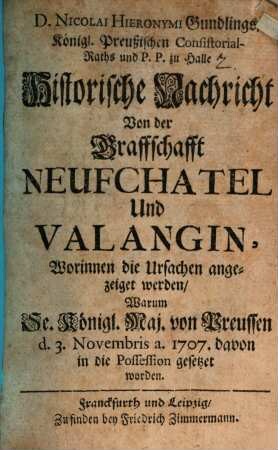 D. NICOLAI HIERONYMI Gundlings,
Königl. Preußischen Consistorial-
Raths und P. P. zu Halle
Historische Nachricht
Von der
Graffschafft
NEUFCHATEL
Und
VALANGIN,
Worinnen die Ursachen ange-
zeiget werden/
Warum
Se. Königl. Maj. von Preussen
d. 3. Novembris a. 1707. davon
in die Possession gesetzet
worden.
Franckfurth und Leipzig/
Zu finden bey Friedrich Zimmermann.